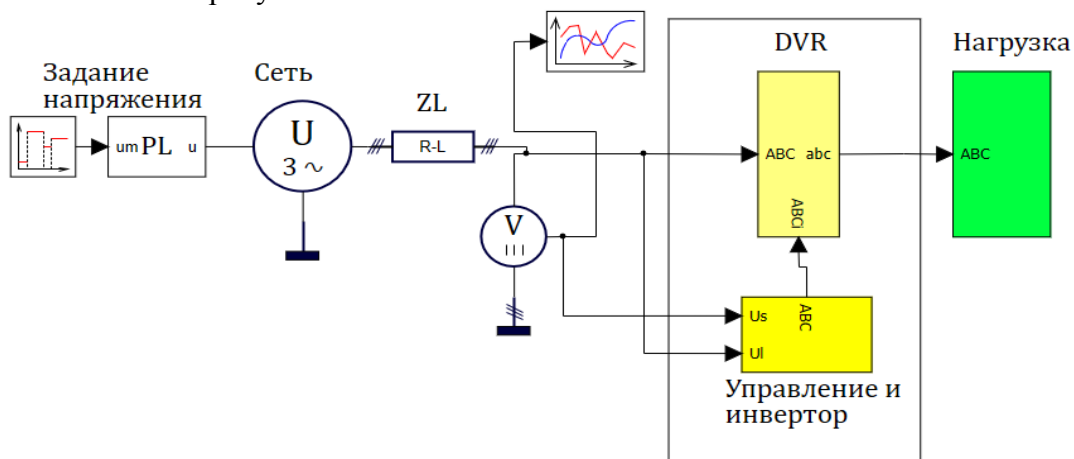 DVR
Нагрузка
Задание
напряжения
Сеть
ZL
um PL u
U
3 ~
R-L
ABC abc
ABCi
ABC
V
ABC
Us
Ul
Управление и
инвертор